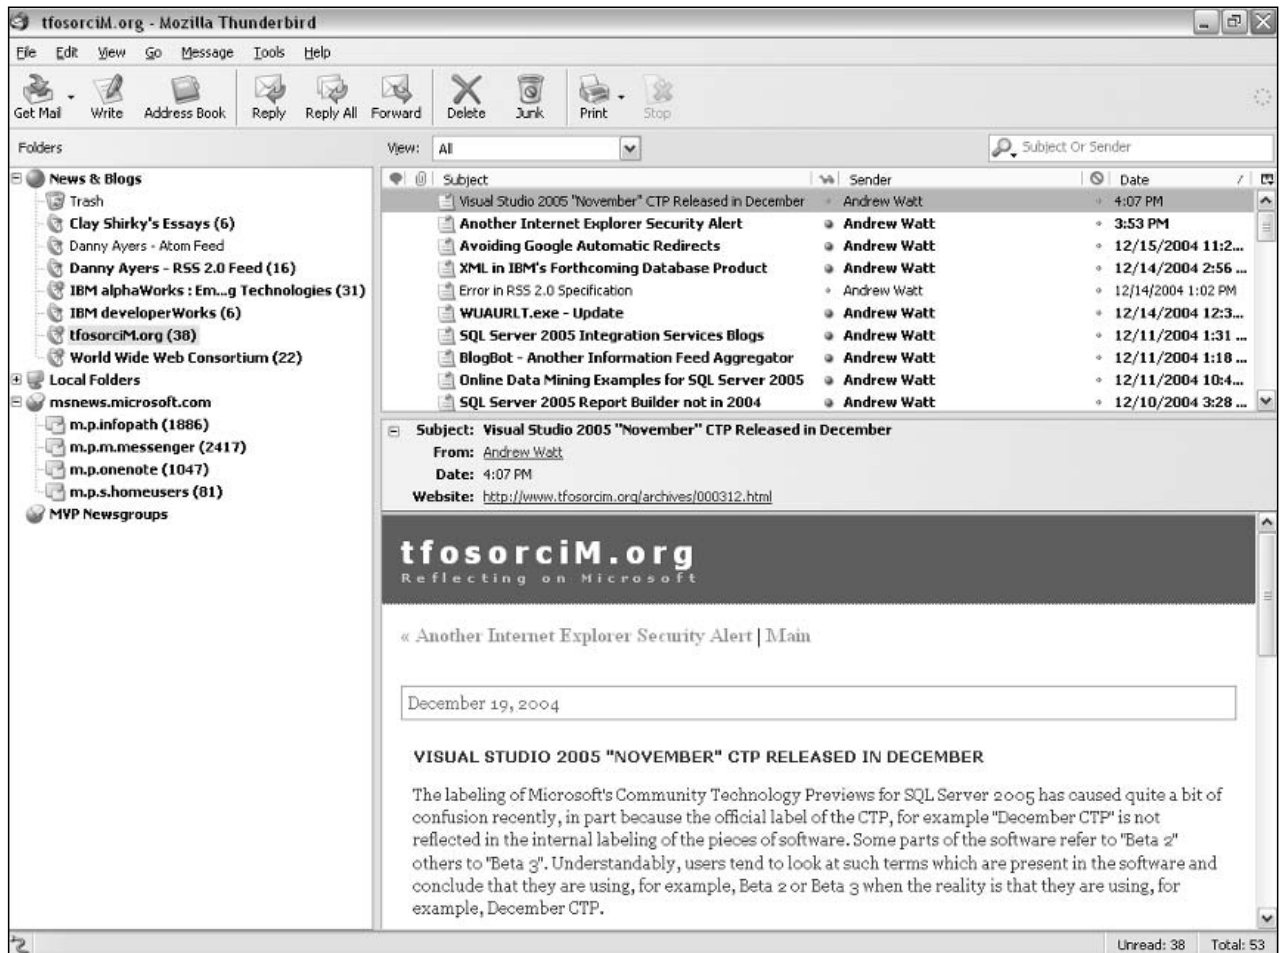 tfosorciM.org - Mozilla Thunderbird
File Edit View Go Message Tools Help
Get Mail Write Address Book Reply Reply All Forward Delete Junk Print Stop
Folders
View: All
Subject Or Sender
News & Blogs
Trash
Clay Shirky's Essays (6)
Danny Ayers - Atom Feed
Danny Ayers - RSS 2.0 Feed (16)
IBM alphaWorks : Em...g Technologies (31)
IBM developerWorks (6)
tfosorciM.org (38)
World Wide Web Consortium (22)
Local Folders
msnews.microsoft.com
m.p.infopath (1886)
m.p.m.messenger (2417)
m.p.onenote (1047)
m.p.s.homeusers (81)
MVP Newsgroups
Subject Sender Date
Visual Studio 2005 "November" CTP Released in December Andrew Watt 4:07 PM
Another Internet Explorer Security Alert Andrew Watt 3:53 PM
Avoiding Google Automatic Redirects Andrew Watt 12/15/2004 11:2...
XML in IBM's Forthcoming Database Product Andrew Watt 12/14/2004 2:56 ...
Error in RSS 2.0 Specification Andrew Watt 12/14/2004 1:02 PM
WUAURLT.exe - Update Andrew Watt 12/14/2004 12:3...
SQL Server 2005 Integration Services Blogs Andrew Watt 12/11/2004 1:31 ...
BlogBot - Another Information Feed Aggregator Andrew Watt 12/11/2004 1:18 ...
Online Data Mining Examples for SQL Server 2005 Andrew Watt 12/11/2004 10:4...
SQL Server 2005 Report Builder not in 2004 Andrew Watt 12/10/2004 3:28 ...
Subject: Visual Studio 2005 "November" CTP Released in December
From: Andrew Watt
Date: 4:07 PM
Website: http://www.tfosorcim.org/archives/000312.html
tfosorciM.org
Reflecting on Microsoft
« Another Internet Explorer Security Alert | Main
December 19, 2004
VISUAL STUDIO 2005 "NOVEMBER" CTP RELEASED IN DECEMBER
The labeling of Microsoft's Community Technology Previews for SQL Server 2005 has caused quite a bit of
confusion recently, in part because the official label of the CTP, for example "December CTP" is not
reflected in the internal labeling of the pieces of software. Some parts of the software refer to "Beta 2"
others to "Beta 3". Understandably, users tend to look at such terms which are present in the software and
conclude that they are using, for example, Beta 2 or Beta 3 when the reality is that they are using, for
example, December CTP.
Unread: 38 Total: 53